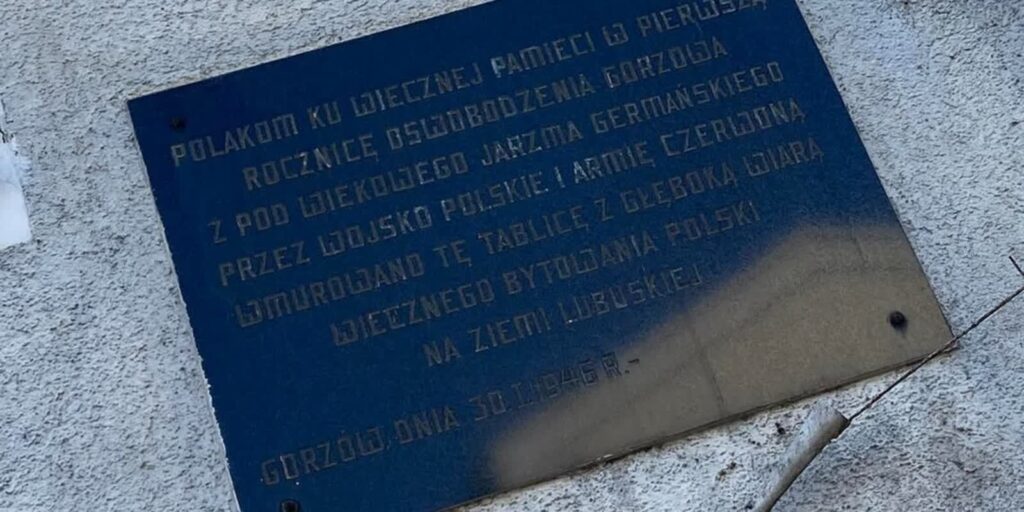 POLAKOM KU WIECZNEJ PAMIĘCI W PIERWSZĄ
ROCZNICĘ OSWOBODZENIA GORZOWA
Z POD WIEKOWEGO JARZMA GERMAŃSKIEGO
PRZEZ WOJSKO POLSKIE I ARMIĘ CZERWONĄ
WMUROWANO TĘ TABLICĘ Z GŁĘBOKĄ WIARĄ
WIECZNEGO BYTOWANIA POLSKI
NA ZIEMI LUBUSKIEJ
GORZÓW, DNIA 30.I.1946 R.-